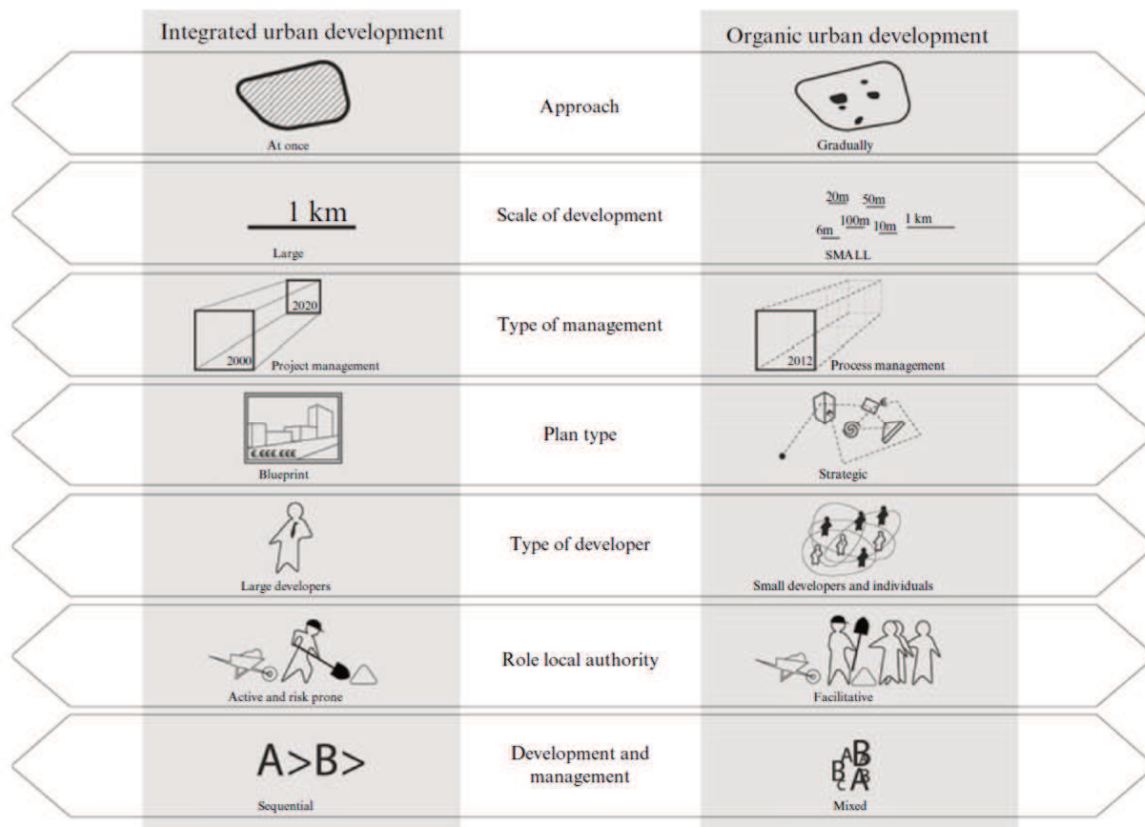 Integrated urban development
Organic urban development
At once
Approach
Gradually
1 km
Large
Scale of development
20m 50m
6m 100m 10m 1 km
SMALL
2020
2000
Project management
Type of management
2012
Process management
€.€€€.€€€
Blueprint
Plan type
€
Strategic
Large developers
Type of developer
Small developers and individuals
Active and risk prone
Role local authority
Facilitative
A>B>
Sequential
Development and
management
A B
B A B
C A
Mixed